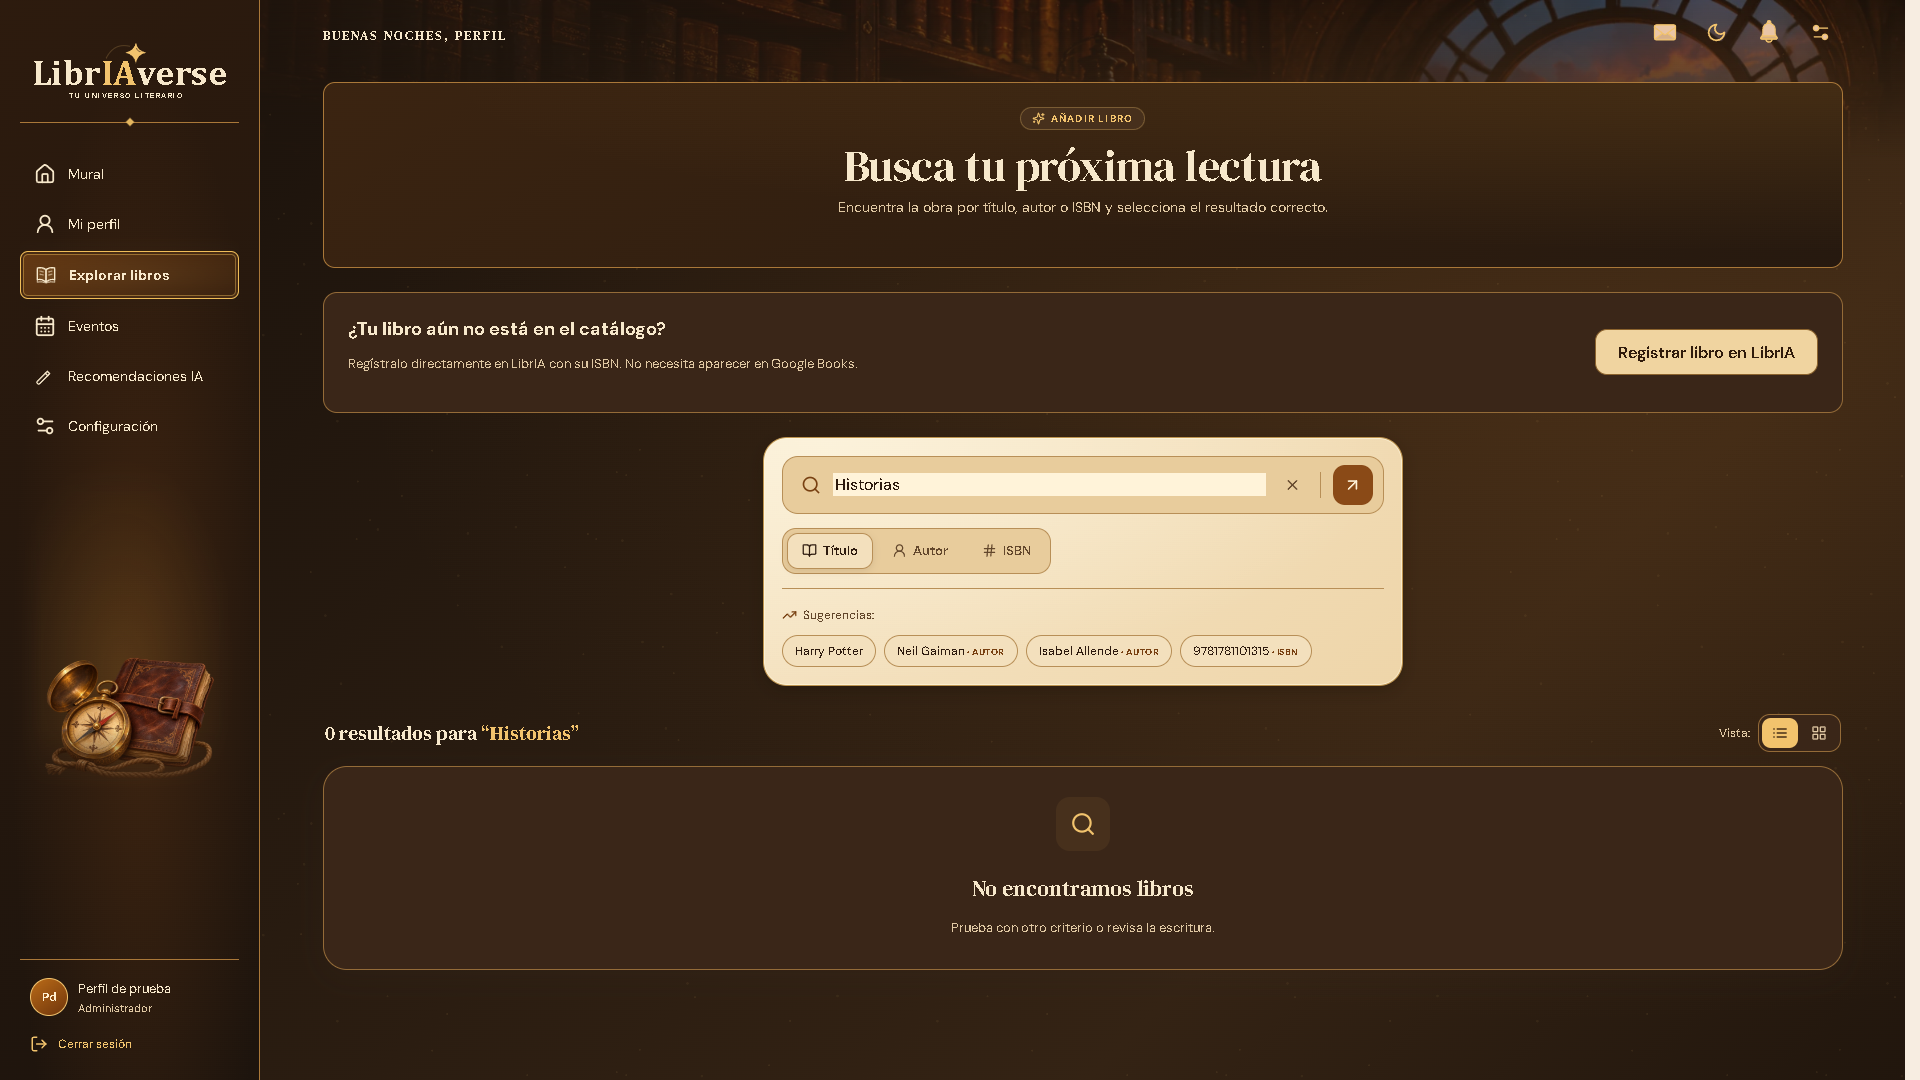 LibrIAverse
TU UNIVERSO LITERARIO
Mural
Mi perfil
Explorar libros
Eventos
Recomendaciones IA
Configuración
Pd
Perfil de prueba
Administrador
Cerrar sesión
BUENAS NOCHES, PERFIL
AÑADIR LIBRO
Busca tu próxima lectura
Encuentra la obra por título, autor o ISBN y selecciona el resultado correcto.
¿Tu libro aún no está en el catálogo?
Regístralo directamente en LibrIA con su ISBN. No necesita aparecer en Google Books.
Registrar libro en LibrIA
Historias
Título Autor ISBN
Sugerencias:
Harry Potter Neil Gaiman · AUTOR Isabel Allende · AUTOR 9781781101315 · ISBN
0 resultados para “Historias”
Vista:
No encontramos libros
Prueba con otro criterio o revisa la escritura.